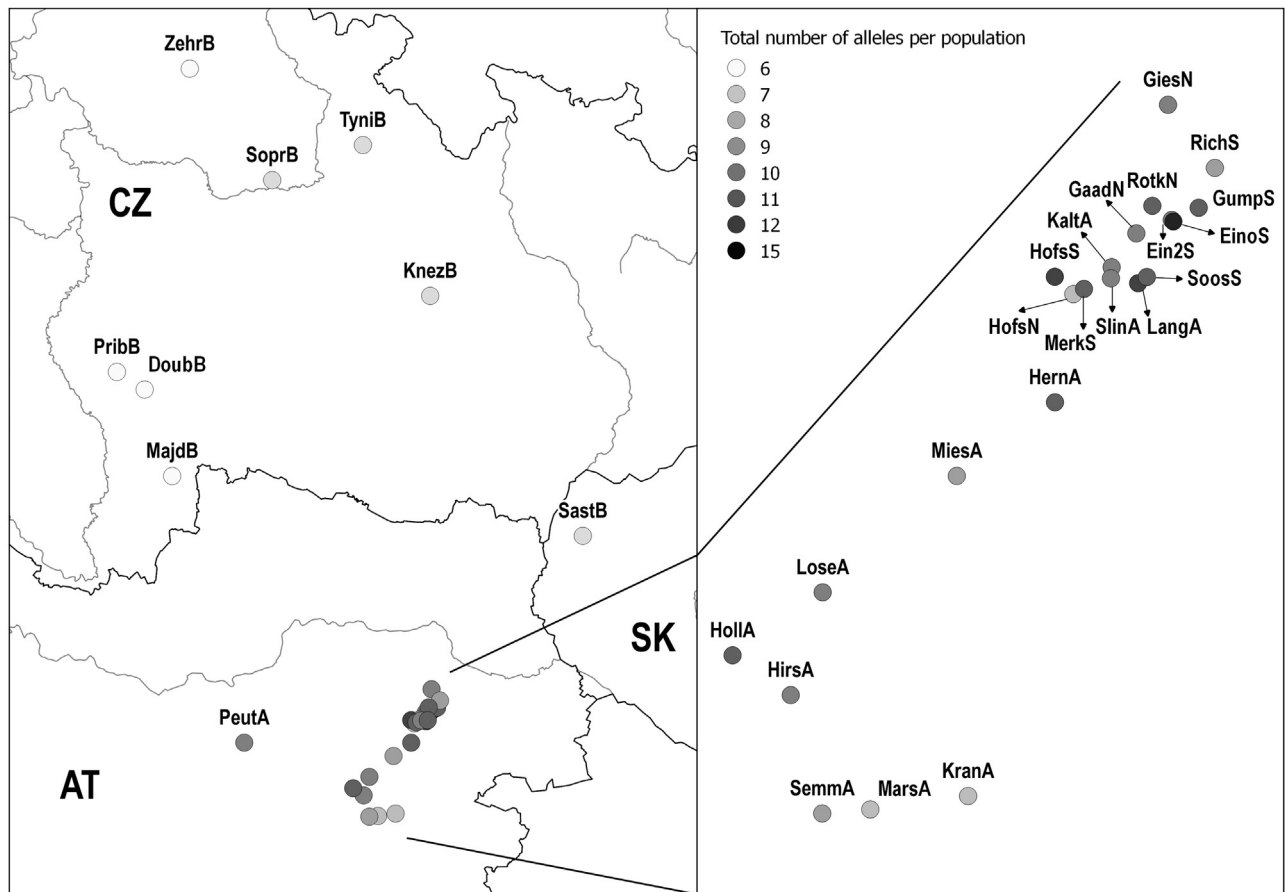 ZehrB
TyniB
SoprB
CZ
KnezB
PribB
DoubB
MajdB
SastB
SK
PeutA
AT
Total number of alleles per population
6
7
8
9
10
11
12
15
GiesN
RichS
GaadN
RotkN
GumpS
KaltA
EinoS
Ein2S
HofsS
SoosS
HofsN
SlinA
LangA
MerkS
HernA
MiesA
LoseA
HollA
HirsA
SemmA
MarsA
KranA